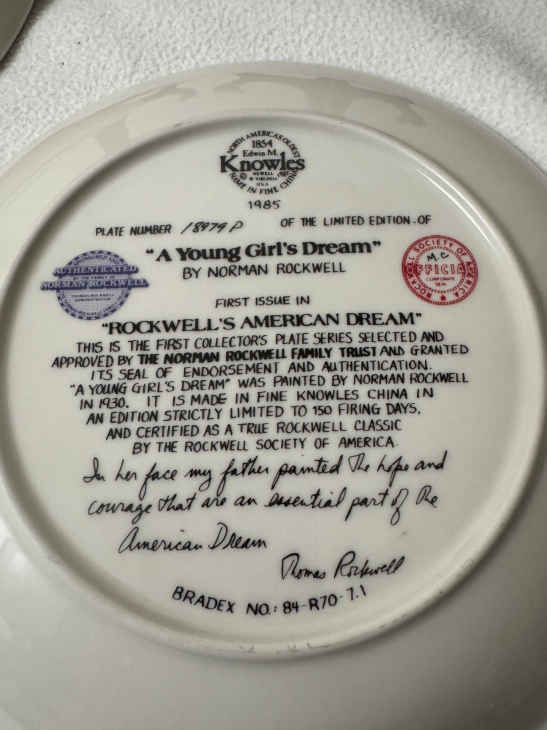 NORTH AMERICA'S OLDEST
1854
Edwin M.
Knowles
NEWELL
W. VIRGINIA
U.S.A.
NAME IN FINE CHINA
1985
PLATE NUMBER 18979 P OF THE LIMITED EDITION OF
"A Young Girl's Dream"
BY NORMAN ROCKWELL
AUTHENTICATED
NORMAN ROCKWELL
ROCKWELL SOCIETY OF AMERICA
M.C
OFFICIAL
CORPORATE
SEAL
FIRST ISSUE IN
"ROCKWELL'S AMERICAN DREAM"
THIS IS THE FIRST COLLECTOR'S PLATE SERIES SELECTED AND
APPROVED BY THE NORMAN ROCKWELL FAMILY TRUST AND GRANTED
ITS SEAL OF ENDORSEMENT AND AUTHENTICATION.
"A YOUNG GIRL'S DREAM" WAS PAINTED BY NORMAN ROCKWELL
IN 1930. IT IS MADE IN FINE KNOWLES CHINA IN
AN EDITION STRICTLY LIMITED TO 150 FIRING DAYS,
AND CERTIFIED AS A TRUE ROCKWELL CLASSIC
BY THE ROCKWELL SOCIETY OF AMERICA.
In her face my father painted the hope and
courage that are an essential part of the
American Dream
Thomas Rockwell
BRADEX NO.: 84-R70-7.1